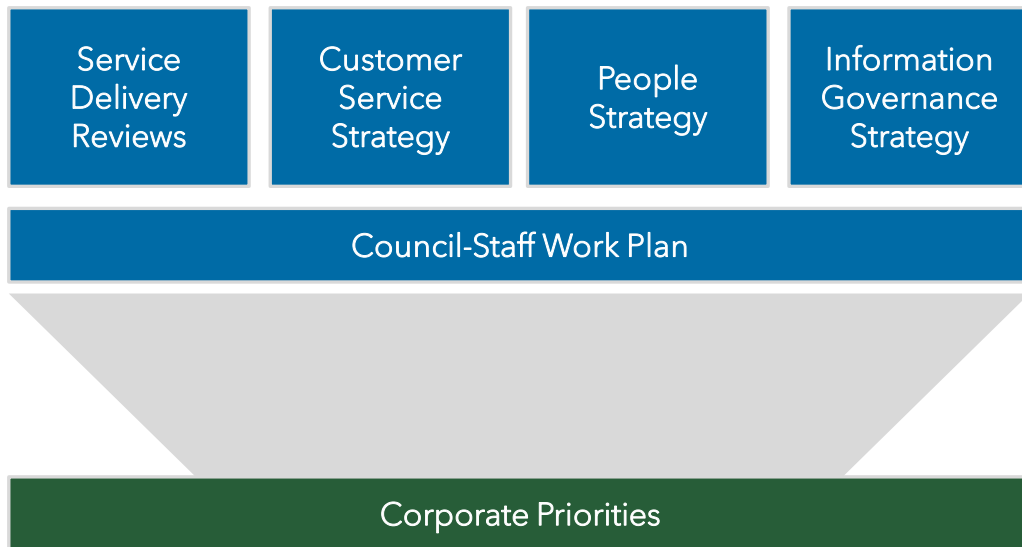 Service
Delivery
Reviews
Customer
Service
Strategy
People
Strategy
Information
Governance
Strategy
Council-Staff Work Plan
Corporate Priorities